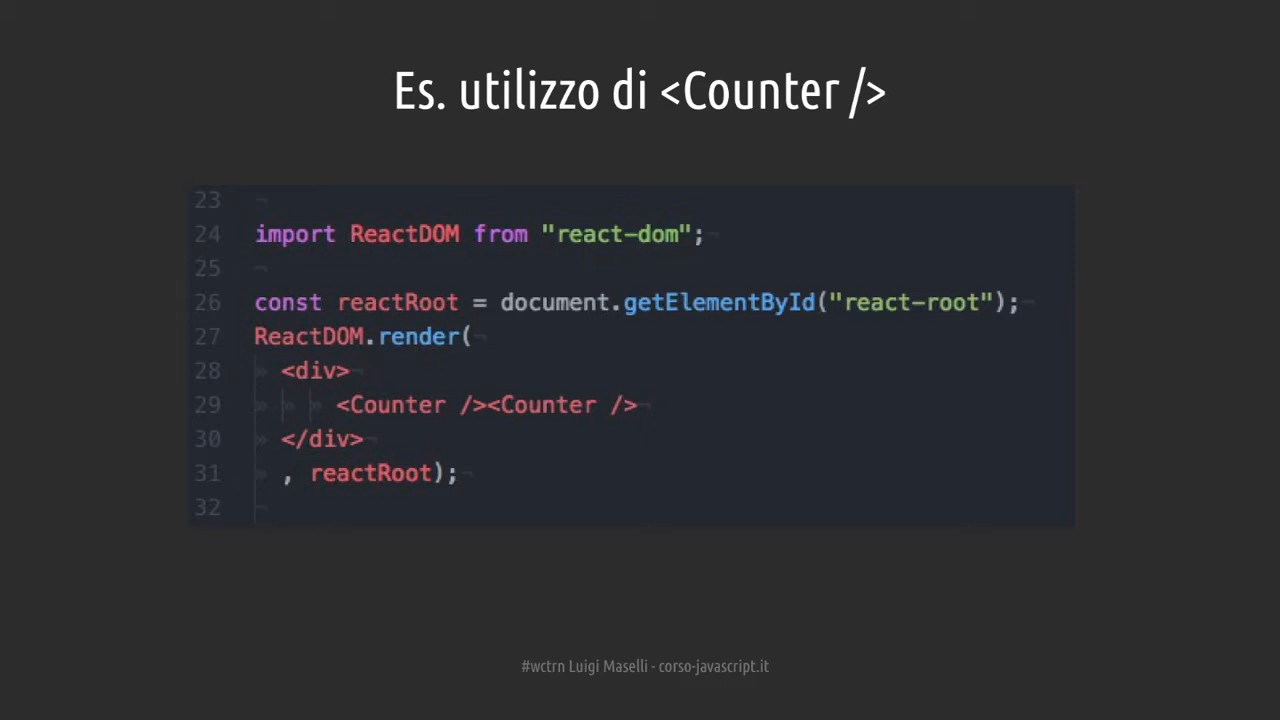 Es. utilizzo di <Counter />
23 ¬
24 import ReactDOM from "react-dom";¬
25 ¬
26 const reactRoot = document.getElementById("react-root");¬
27 ReactDOM.render(¬
28 » <div>¬
29 » » » <Counter /><Counter />¬
30 » </div>¬
31 » , reactRoot);¬
32 ¬
#wctrn Luigi Maselli - corso-javascript.it